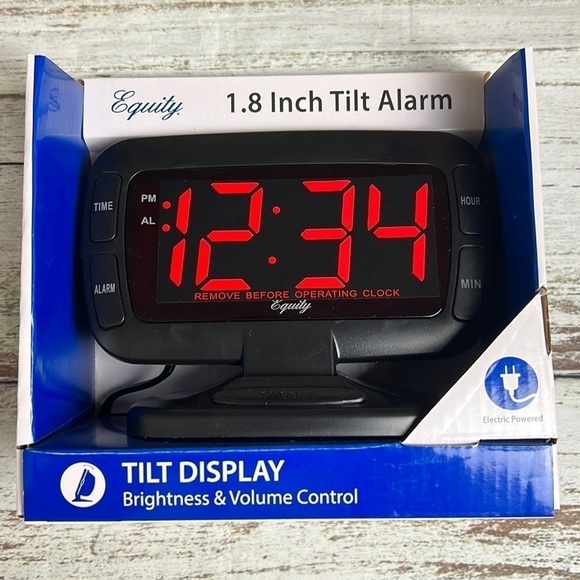 Equity
1.8 Inch Tilt Alarm
TIME
PM
AL
12:34
HOUR
ALARM
MIN
REMOVE BEFORE OPERATING CLOCK
Equity
Electric Powered
TILT DISPLAY
Brightness & Volume Control